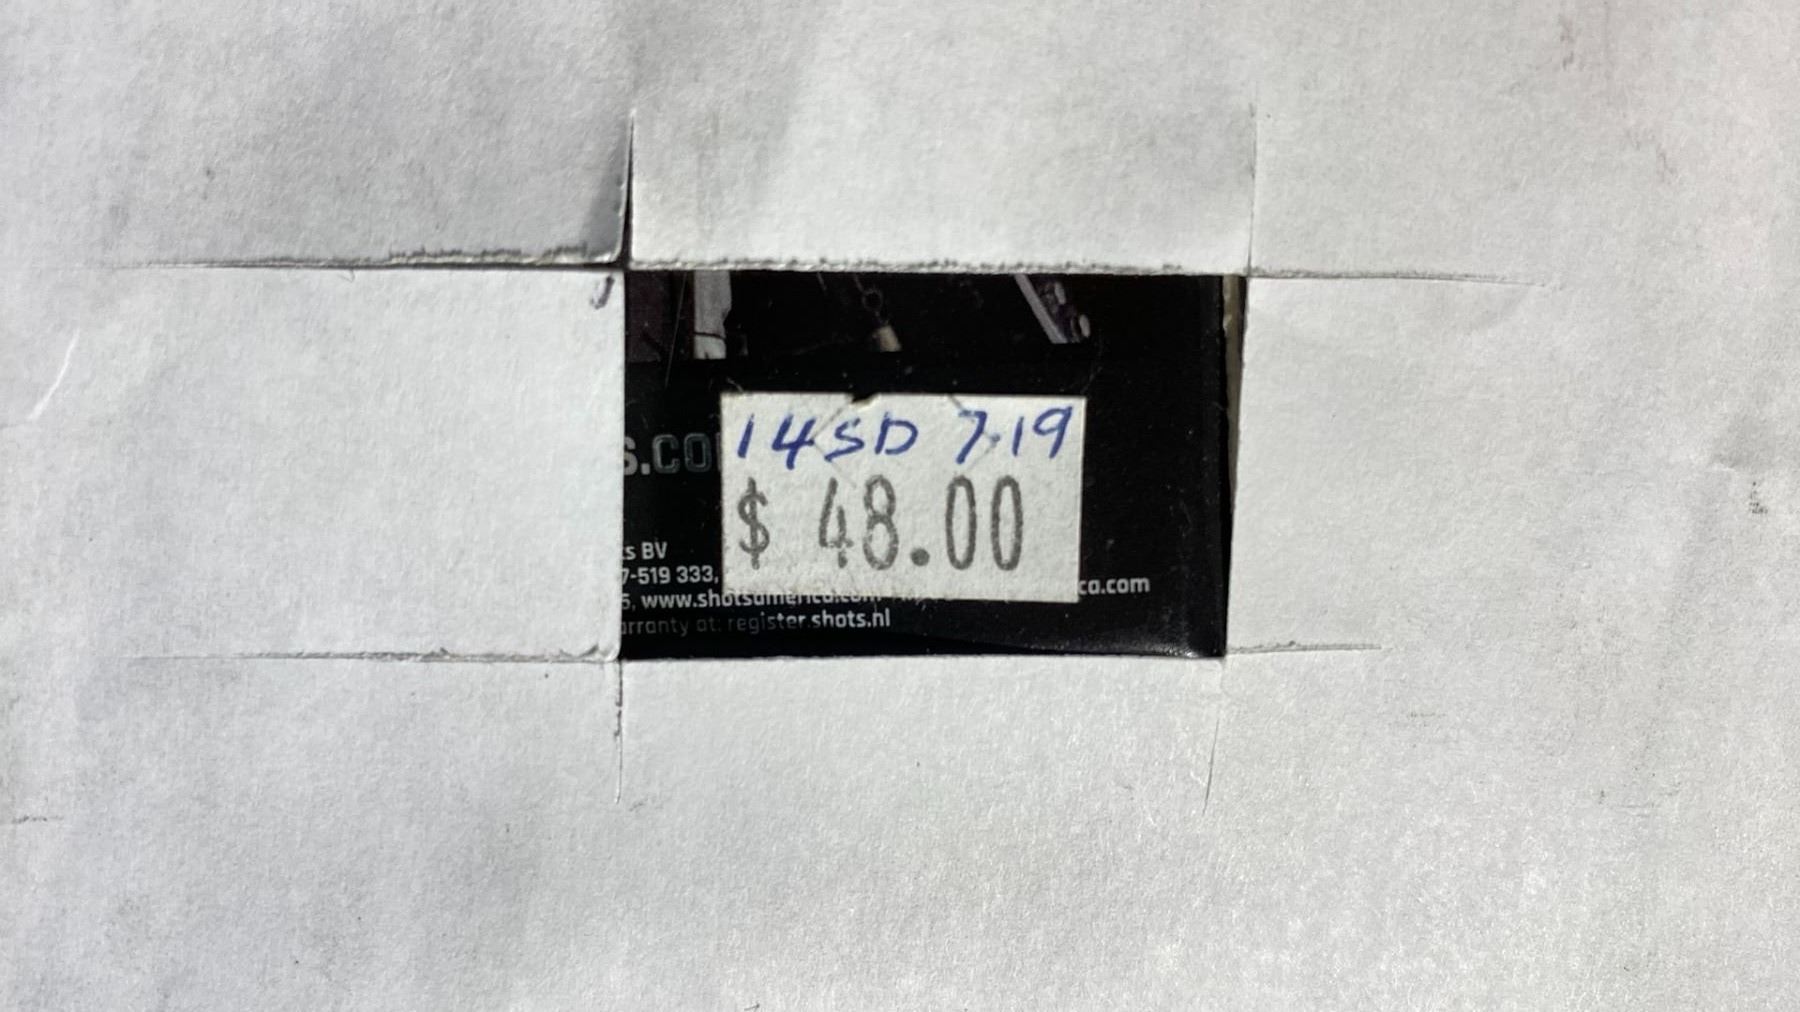 14SD 7.19
$ 48.00
s.co
s BV
7-519 333,
5, www.shotsamerica.com
ca.com
arranty at: register.shots.nl